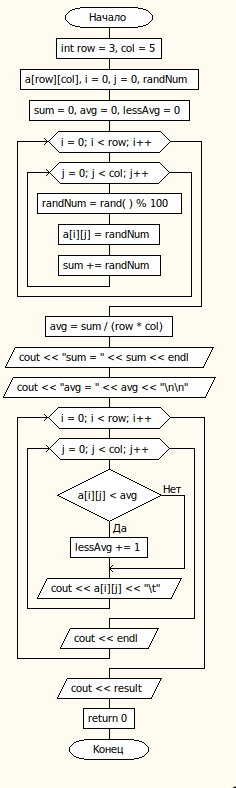 Начало
int row = 3, col = 5
a[row][col], i = 0, j = 0, randNum
sum = 0, avg = 0, lessAvg = 0
i = 0; i < row; i++
j = 0; j < col; j++
randNum = rand( ) % 100
a[i][j] = randNum
sum += randNum
avg = sum / (row * col)
cout << "sum = " << sum << endl
cout << "avg = " << avg << "\n\n"
i = 0; i < row; i++
j = 0; j < col; j++
a[i][j] < avg
Нет
Да
lessAvg += 1
cout << a[i][j] << "\t"
cout << endl
cout << result
return 0
Конец